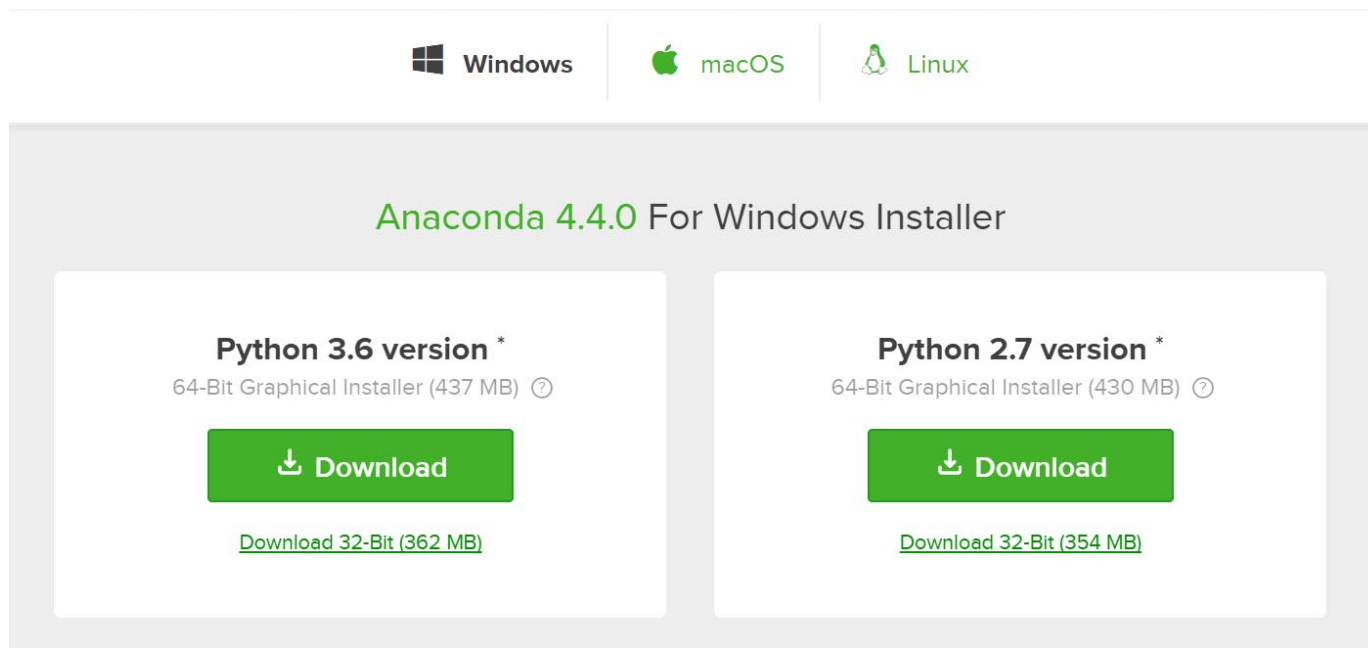 Windows macOS Linux
Anaconda 4.4.0 For Windows Installer
Python 3.6 version *
64-Bit Graphical Installer (437 MB) ?
Download
Download 32-Bit (362 MB)
Python 2.7 version *
64-Bit Graphical Installer (430 MB) ?
Download
Download 32-Bit (354 MB)